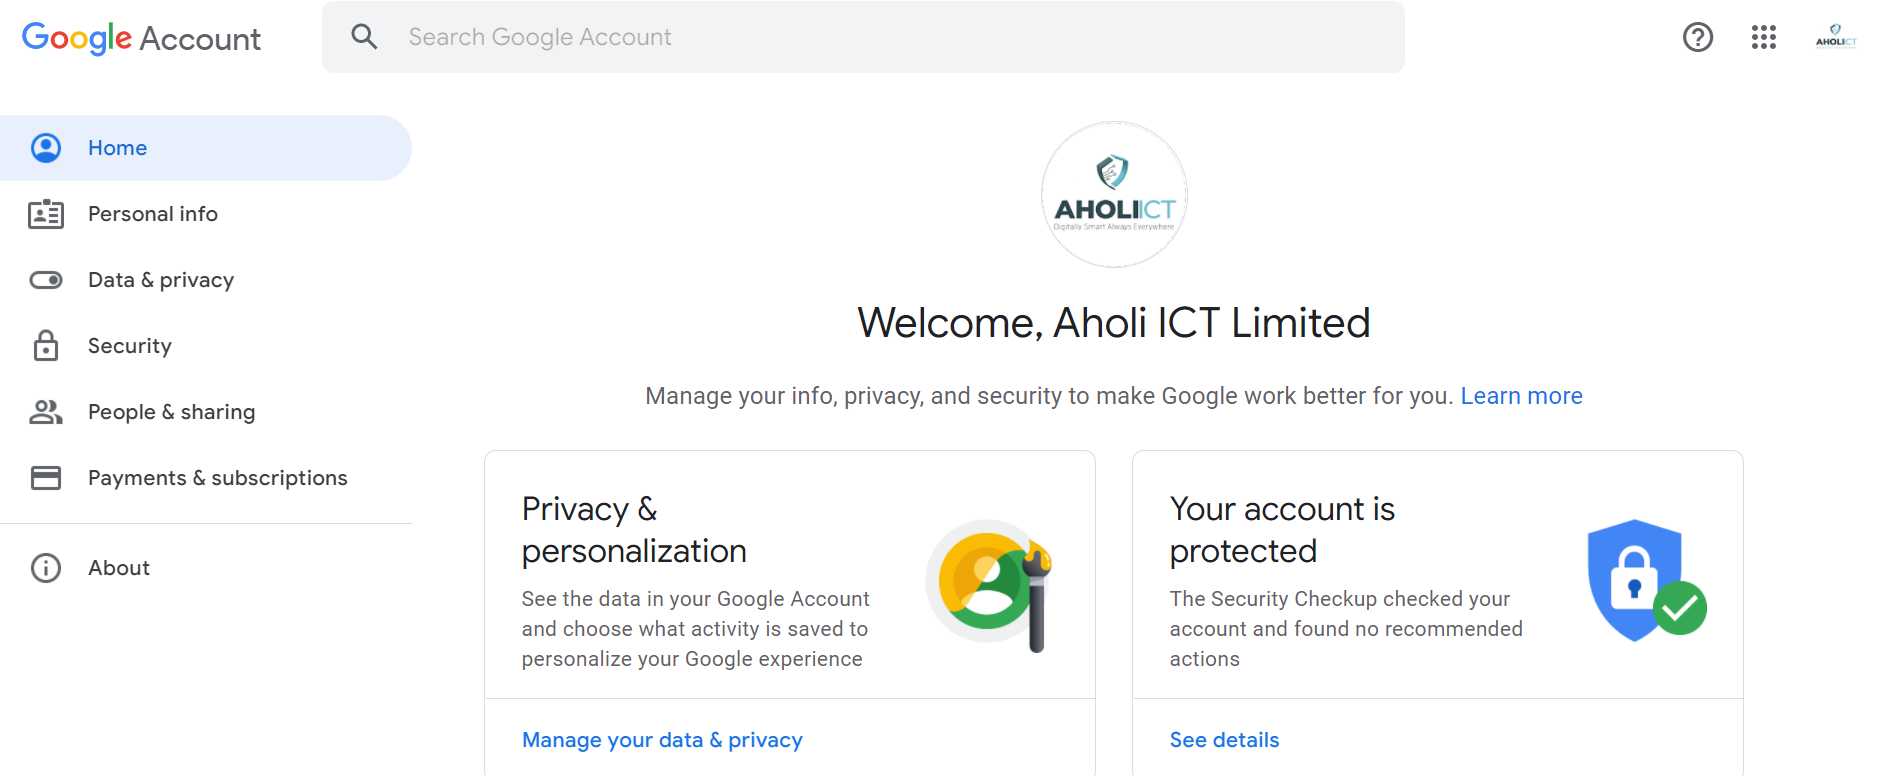 Google Account
Search Google Account
AHOLIICT
Home
Personal info
Data & privacy
Security
People & sharing
Payments & subscriptions
About
AHOLIICT
Digitally Smart Always Everywhere
Welcome, Aholi ICT Limited
Manage your info, privacy, and security to make Google work better for you. Learn more
Privacy &
personalization
See the data in your Google Account
and choose what activity is saved to
personalize your Google experience
Manage your data & privacy
Your account is
protected
The Security Checkup checked your
account and found no recommended
actions
See details